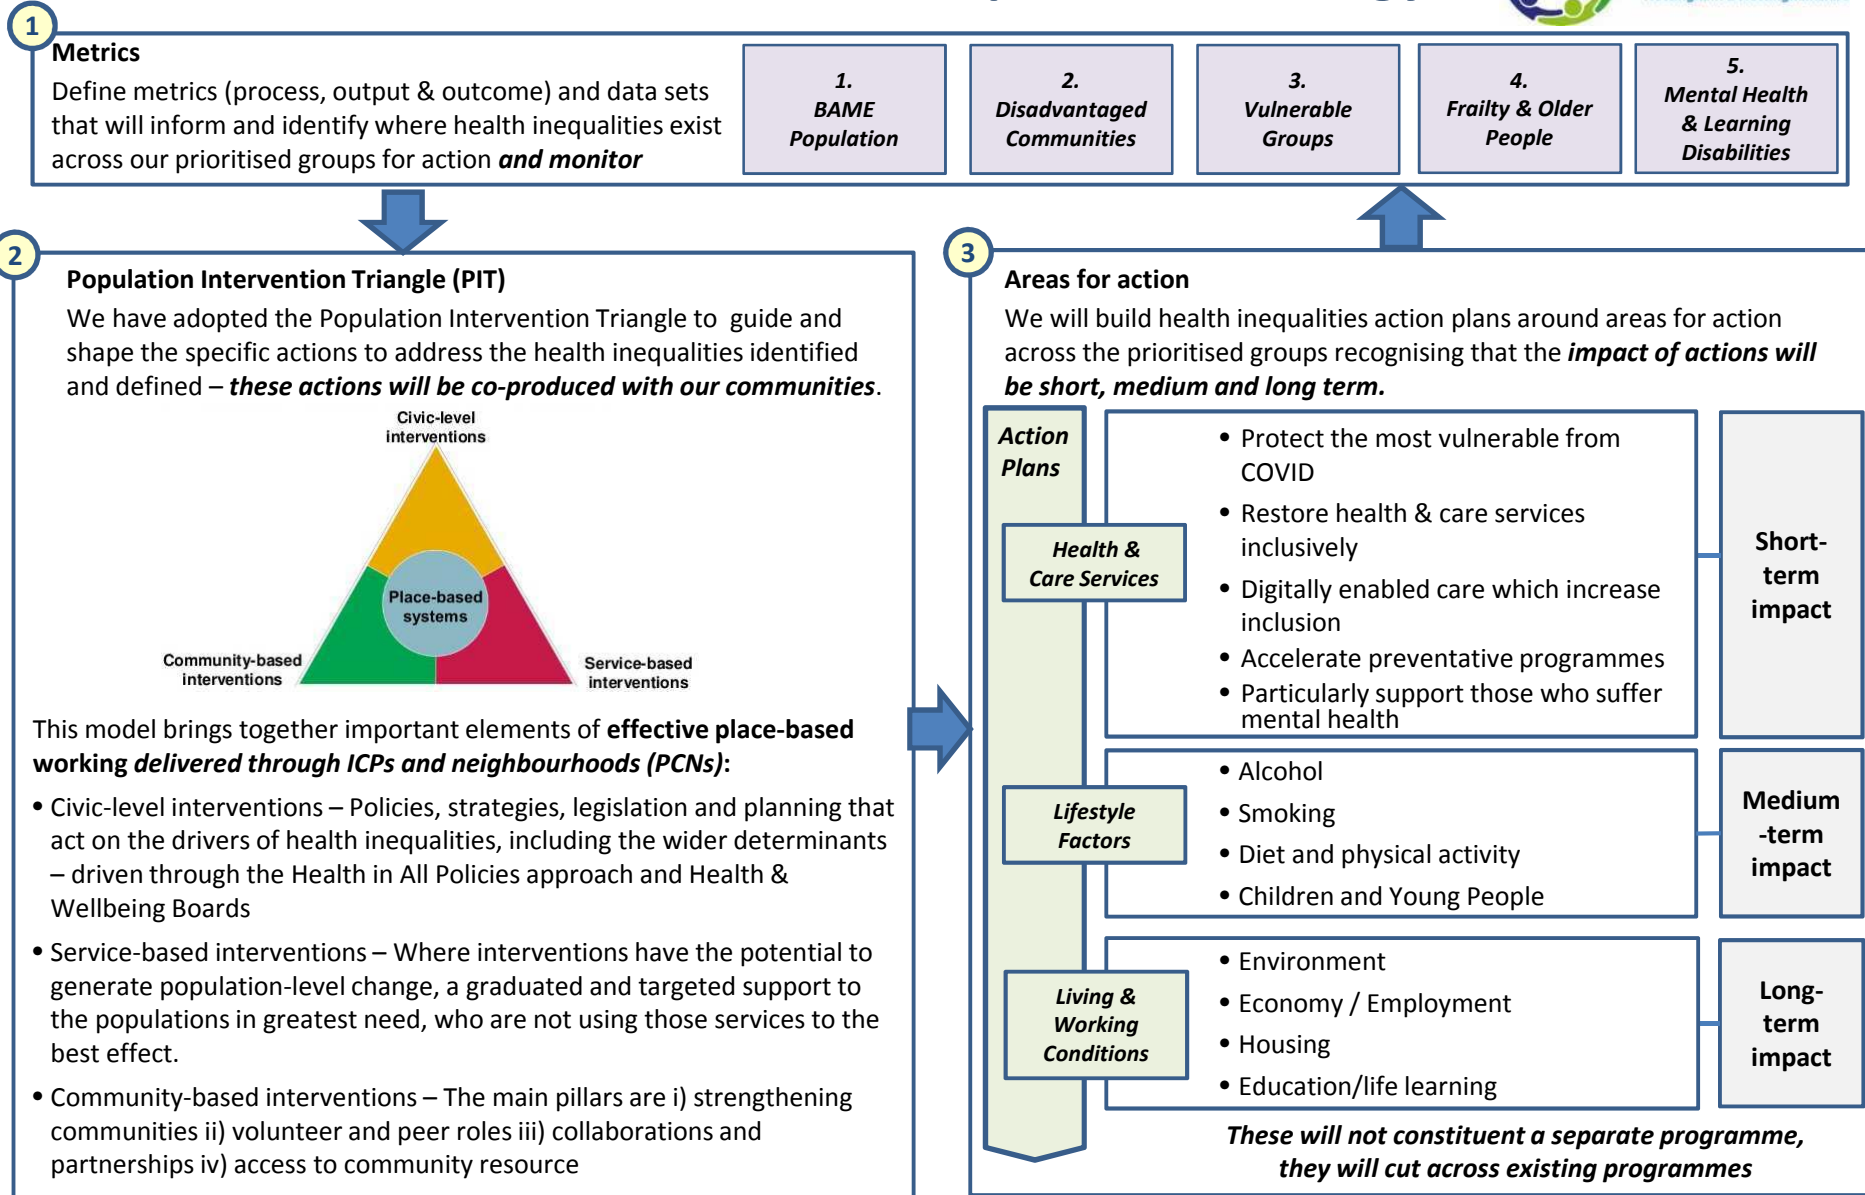 1
Metrics
Define metrics (process, output & outcome) and data sets
that will inform and identify where health inequalities exist
across our prioritised groups for action and monitor
1.
BAME
Population
2.
Disadvantaged
Communities
3.
Vulnerable
Groups
4.
Frailty & Older
People
5.
Mental Health
& Learning
Disabilities
2
Population Intervention Triangle (PIT)
We have adopted the Population Intervention Triangle to guide and
shape the specific actions to address the health inequalities identified
and defined – these actions will be co-produced with our communities.
Civic-level
interventions
Place-based
systems
Community-based
interventions
Service-based
interventions
This model brings together important elements of effective place-based
working delivered through ICPs and neighbourhoods (PCNs):
• Civic-level interventions – Policies, strategies, legislation and planning that
act on the drivers of health inequalities, including the wider determinants
– driven through the Health in All Policies approach and Health &
Wellbeing Boards
• Service-based interventions – Where interventions have the potential to
generate population-level change, a graduated and targeted support to
the populations in greatest need, who are not using those services to the
best effect.
• Community-based interventions – The main pillars are i) strengthening
communities ii) volunteer and peer roles iii) collaborations and
partnerships iv) access to community resource
3
Areas for action
We will build health inequalities action plans around areas for action
across the prioritised groups recognising that the impact of actions will
be short, medium and long term.
Action
Plans
Health &
Care Services
• Protect the most vulnerable from
COVID
• Restore health & care services
inclusively
• Digitally enabled care which increase
inclusion
• Accelerate preventative programmes
• Particularly support those who suffer
mental health
Short-
term
impact
Lifestyle
Factors
• Alcohol
• Smoking
• Diet and physical activity
• Children and Young People
Medium
-term
impact
Living &
Working
Conditions
• Environment
• Economy / Employment
• Housing
• Education/life learning
Long-
term
impact
These will not constituent a separate programme,
they will cut across existing programmes